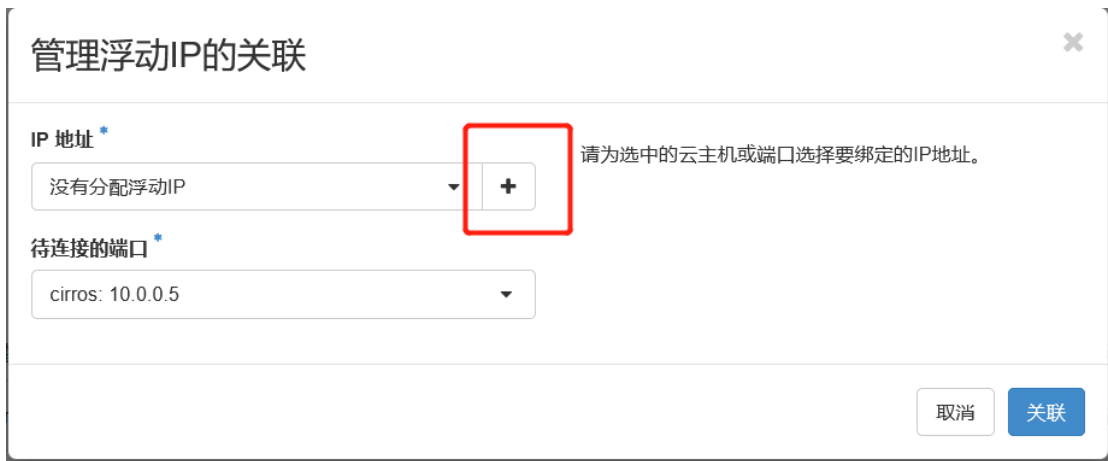 管理浮动IP的关联
×
IP 地址 *
没有分配浮动IP
+
请为选中的云主机或端口选择要绑定的IP地址。
待连接的端口 *
cirros: 10.0.0.5
取消
关联